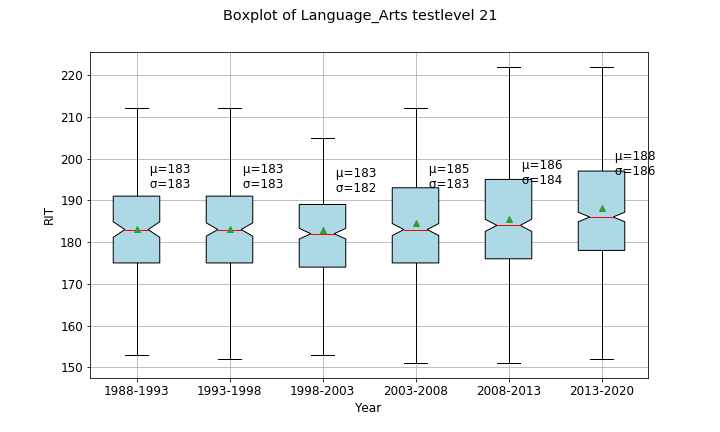 Boxplot of Language_Arts testlevel 21
220
210
200
190
180
170
160
150
RIT
μ=183
σ=183
μ=183
σ=183
μ=183
σ=182
μ=185
σ=183
μ=186
σ=184
μ=188
σ=186
1988-1993
1993-1998
1998-2003
2003-2008
2008-2013
2013-2020
Year